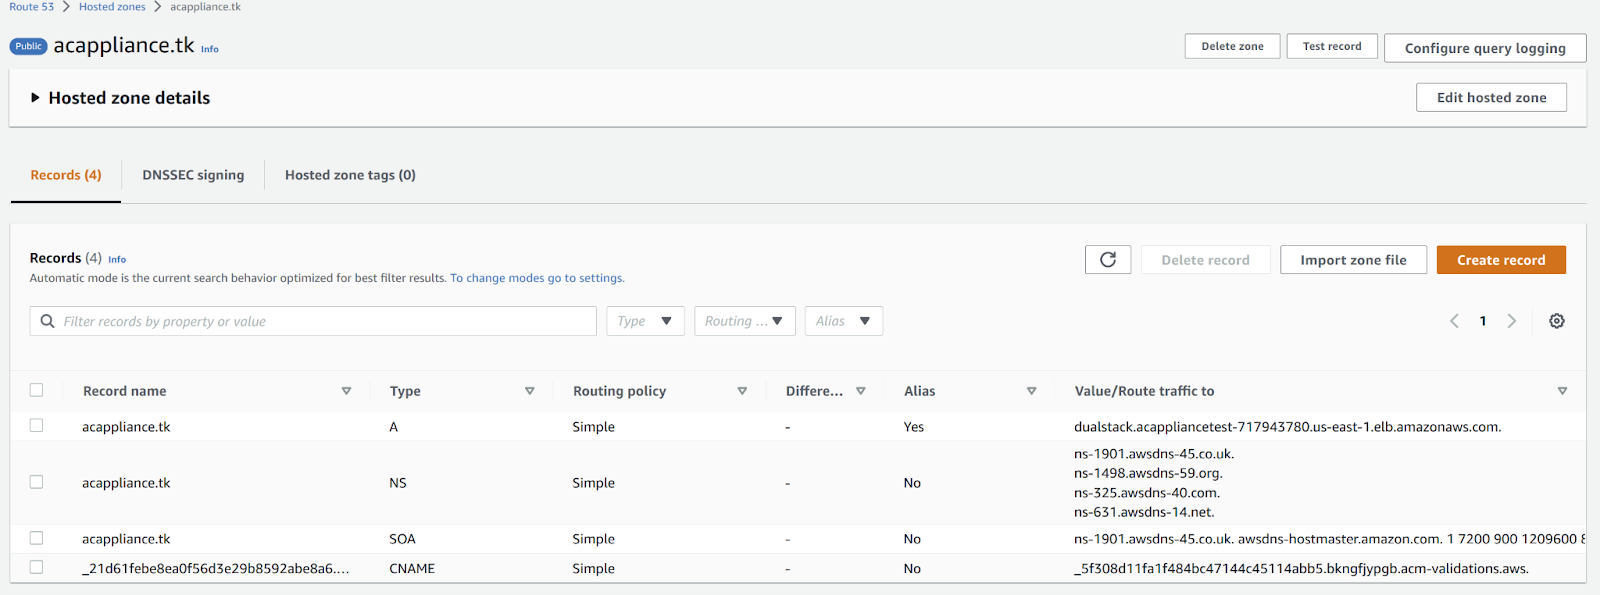 Route 53 > Hosted zones > acappliance.tk
Public acappliance.tk Info
Delete zone Test record Configure query logging
Hosted zone details Edit hosted zone
Records (4) DNSSEC signing Hosted zone tags (0)
Records (4) Info
Delete record Import zone file Create record
Automatic mode is the current search behavior optimized for best filter results. To change modes go to settings.
Filter records by property or value Type Routing ... Alias
1
Record name Type Routing policy Differe... Alias Value/Route traffic to
acappliance.tk A Simple - Yes dualstack.acappliancetest-717943780.us-east-1.elb.amazonaws.com.
ns-1901.awsdns-45.co.uk.
ns-1498.awsdns-59.org.
acappliance.tk NS Simple - No
ns-325.awsdns-40.com.
ns-631.awsdns-14.net.
acappliance.tk SOA Simple - No ns-1901.awsdns-45.co.uk. awsdns-hostmaster.amazon.com. 1 7200 900 1209600
_21d61febe8ea0f56d3e29b8592abe8a6.... CNAME Simple - No _5f308d11fa1f484bc47144c45114abb5.bkngfjypgb.acm-validations.aws.